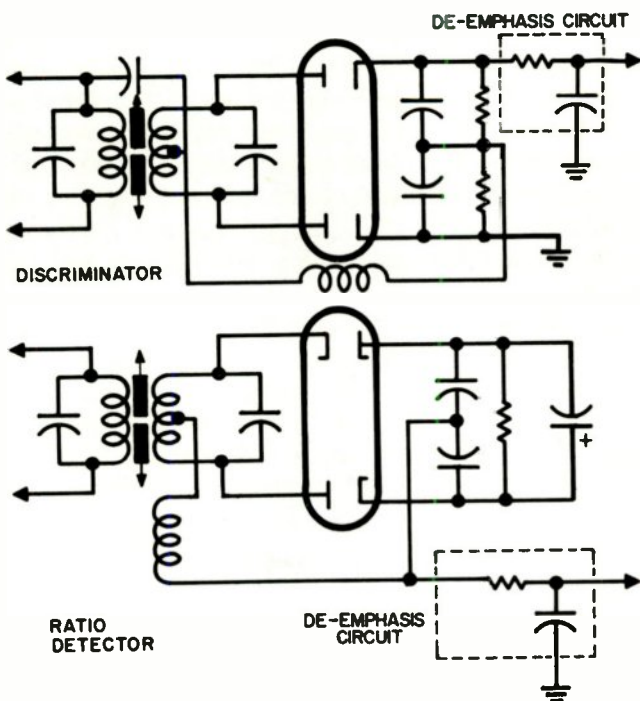 DE-EMPHASIS CIRCUIT
DISCRIMINATOR
+
RATIO
DETECTOR
DE-EMPHASIS
CIRCUIT